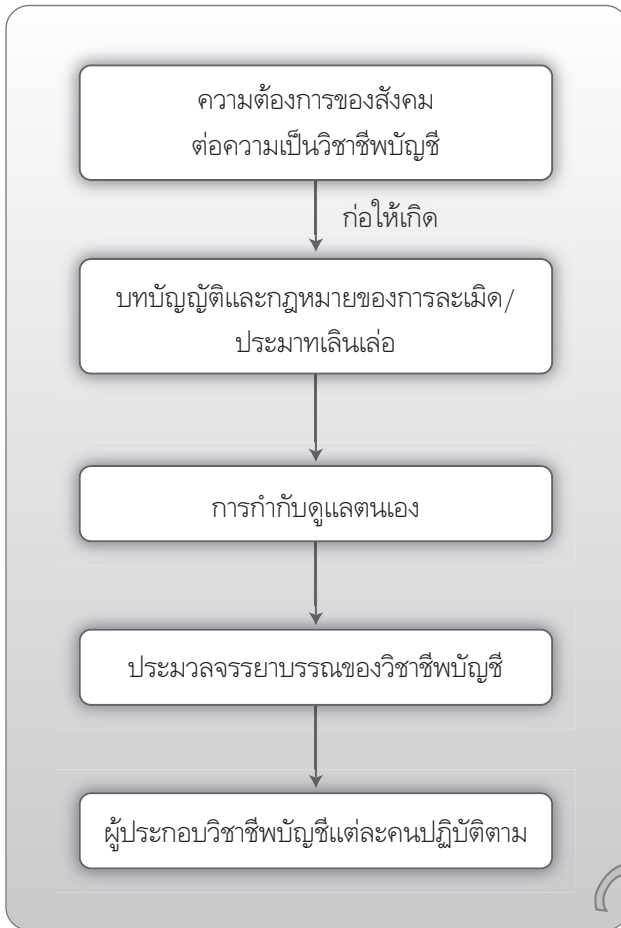 ความต้องการของสังคม
ต่อความเป็นวิชาชีพบัญชี
ก่อให้เกิด
บทบัญญัติและกฎหมายของการละเมิด/
ประมาทเลินเล่อ
การกำกับดูแลตนเอง
ประมวลจรรยาบรรณของวิชาชีพบัญชี
ผู้ประกอบวิชาชีพบัญชีแต่ละคนปฏิบัติตาม